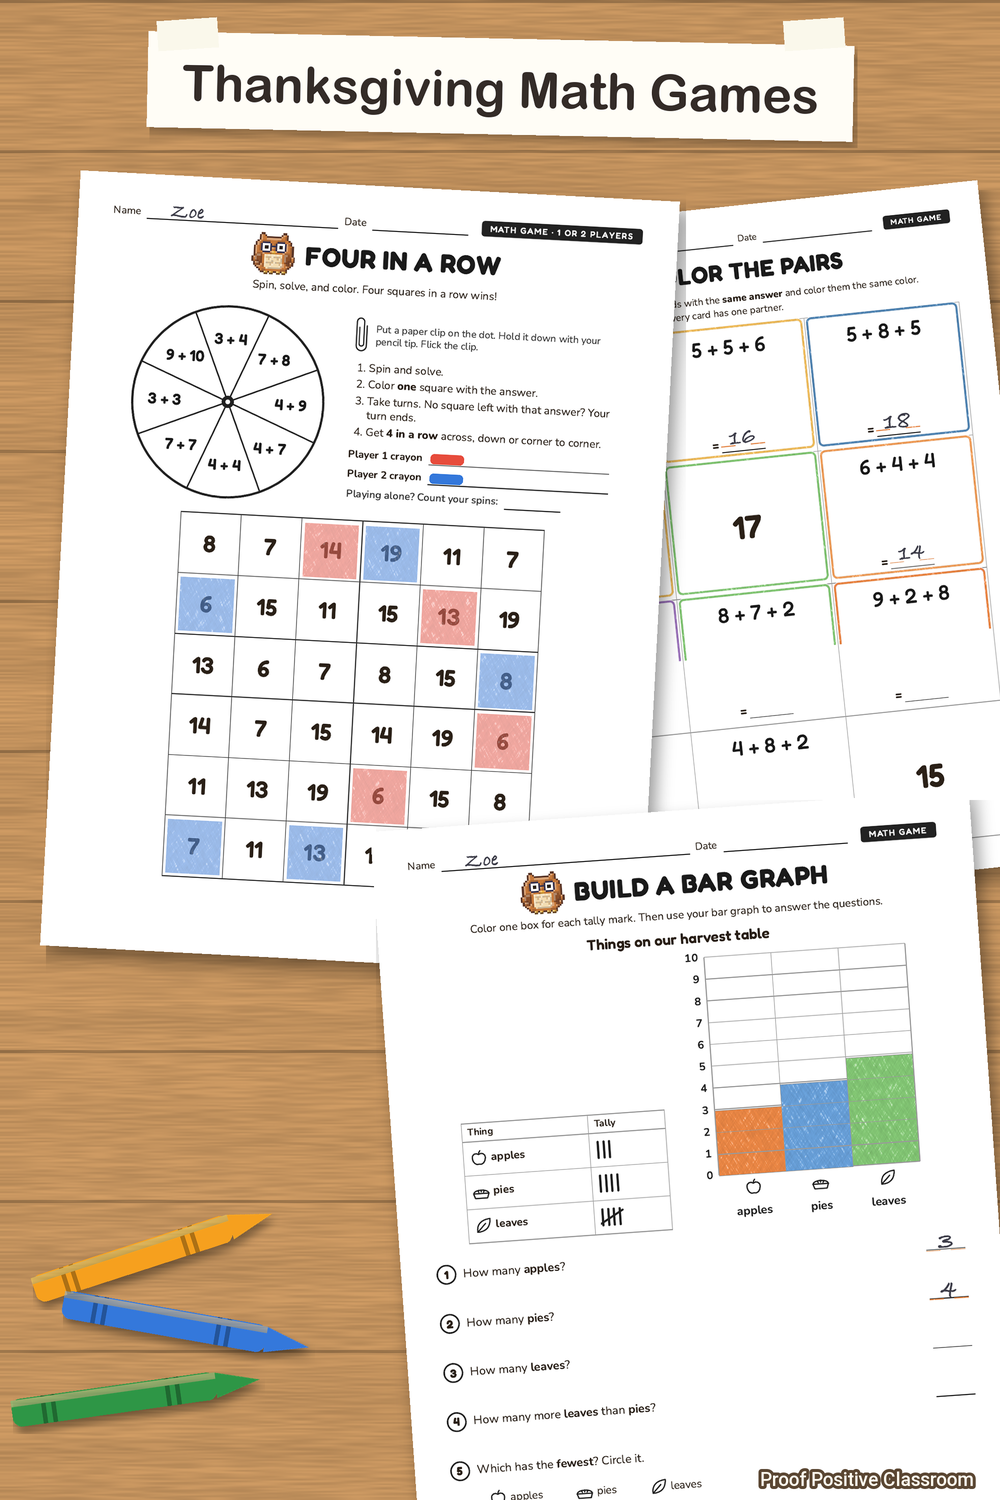 Thanksgiving Math Games
Name Zoe Date
MATH GAME · 1 OR 2 PLAYERS
FOUR IN A ROW
Spin, solve, and color. Four squares in a row wins!
3 + 4
7 + 8
4 + 9
4 + 7
4 + 4
7 + 7
3 + 3
9 + 10
Put a paper clip on the dot. Hold it down with your
pencil tip. Flick the clip.
1. Spin and solve.
2. Color one square with the answer.
3. Take turns. No square left with that answer? Your
turn ends.
4. Get 4 in a row across, down or corner to corner.
Player 1 crayon
Player 2 crayon
Playing alone? Count your spins:
8 7 14 19 11 7
6 15 11 15 13 19
13 6 7 8 15 8
14 7 15 14 19 6
11 13 19 6 15 8
7 11 13
Date
MATH GAME
LOR THE PAIRS
ds with the same answer and color them the same color.
very card has one partner.
5 + 5 + 6
= 16
5 + 8 + 5
= 18
17
6 + 4 + 4
= 14
8 + 7 + 2
=
9 + 2 + 8
=
4 + 8 + 2
15
Name Zoe Date
MATH GAME
BUILD A BAR GRAPH
Color one box for each tally mark. Then use your bar graph to answer the questions.
Things on our harvest table
10
9
8
7
6
5
4
3
2
1
0
apples pies leaves
Thing Tally
apples
pies
leaves
1 How many apples? 3
2 How many pies? 4
3 How many leaves?
4 How many more leaves than pies?
5 Which has the fewest? Circle it.
apples pies leaves
Proof Positive Classroom